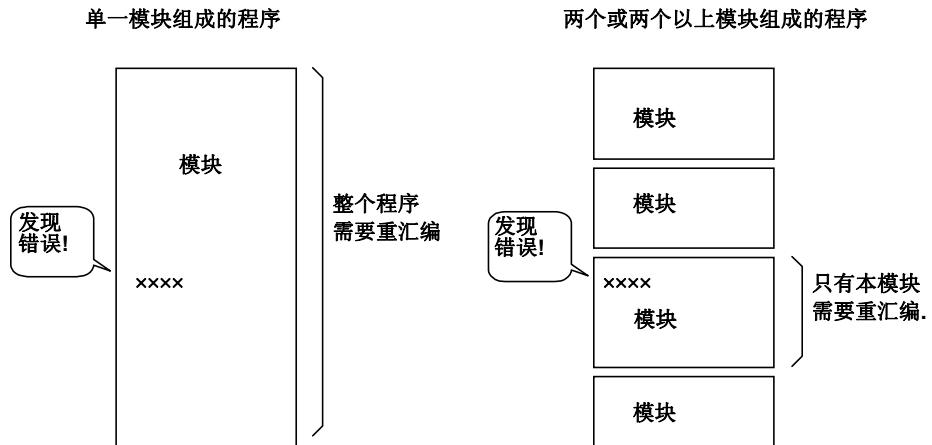 单一模块组成的程序
模块
发现
错误!
××××
整个程序
需要重汇编
两个或两个以上模块组成的程序
模块
模块
发现
错误!
××××
模块
只有本模块
需要重汇编.
模块